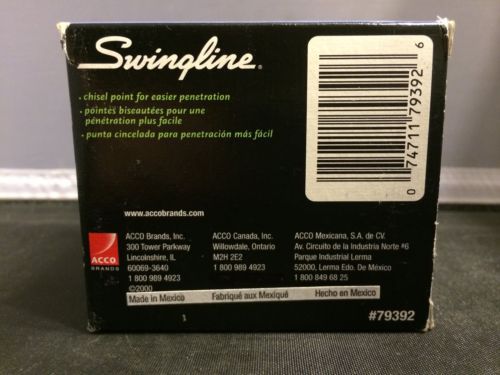 Swingline®
· chisel point for easier penetration
· pointes biseautées pour une
pénétration plus facile
· punta cincelada para penetración más fácil
0 74711 79392 6
www.accobrands.com
ACCO
BRANDS
ACCO Brands, Inc.
300 Tower Parkway
Lincolnshire, IL
60069-3640
1 800 989 4923
©2000
ACCO Canada, Inc.
Willowdale, Ontario
M2H 2E2
1 800 989 4923
ACCO Mexicana, S.A. de CV.
Av. Circuito de la Industria Norte #6
Parque Industrial Lerma
52000, Lerma Edo. De México
1 800 849 68 25
Made in Mexico Fabriqué aux Mexiqué Hecho en Mexico
#79392